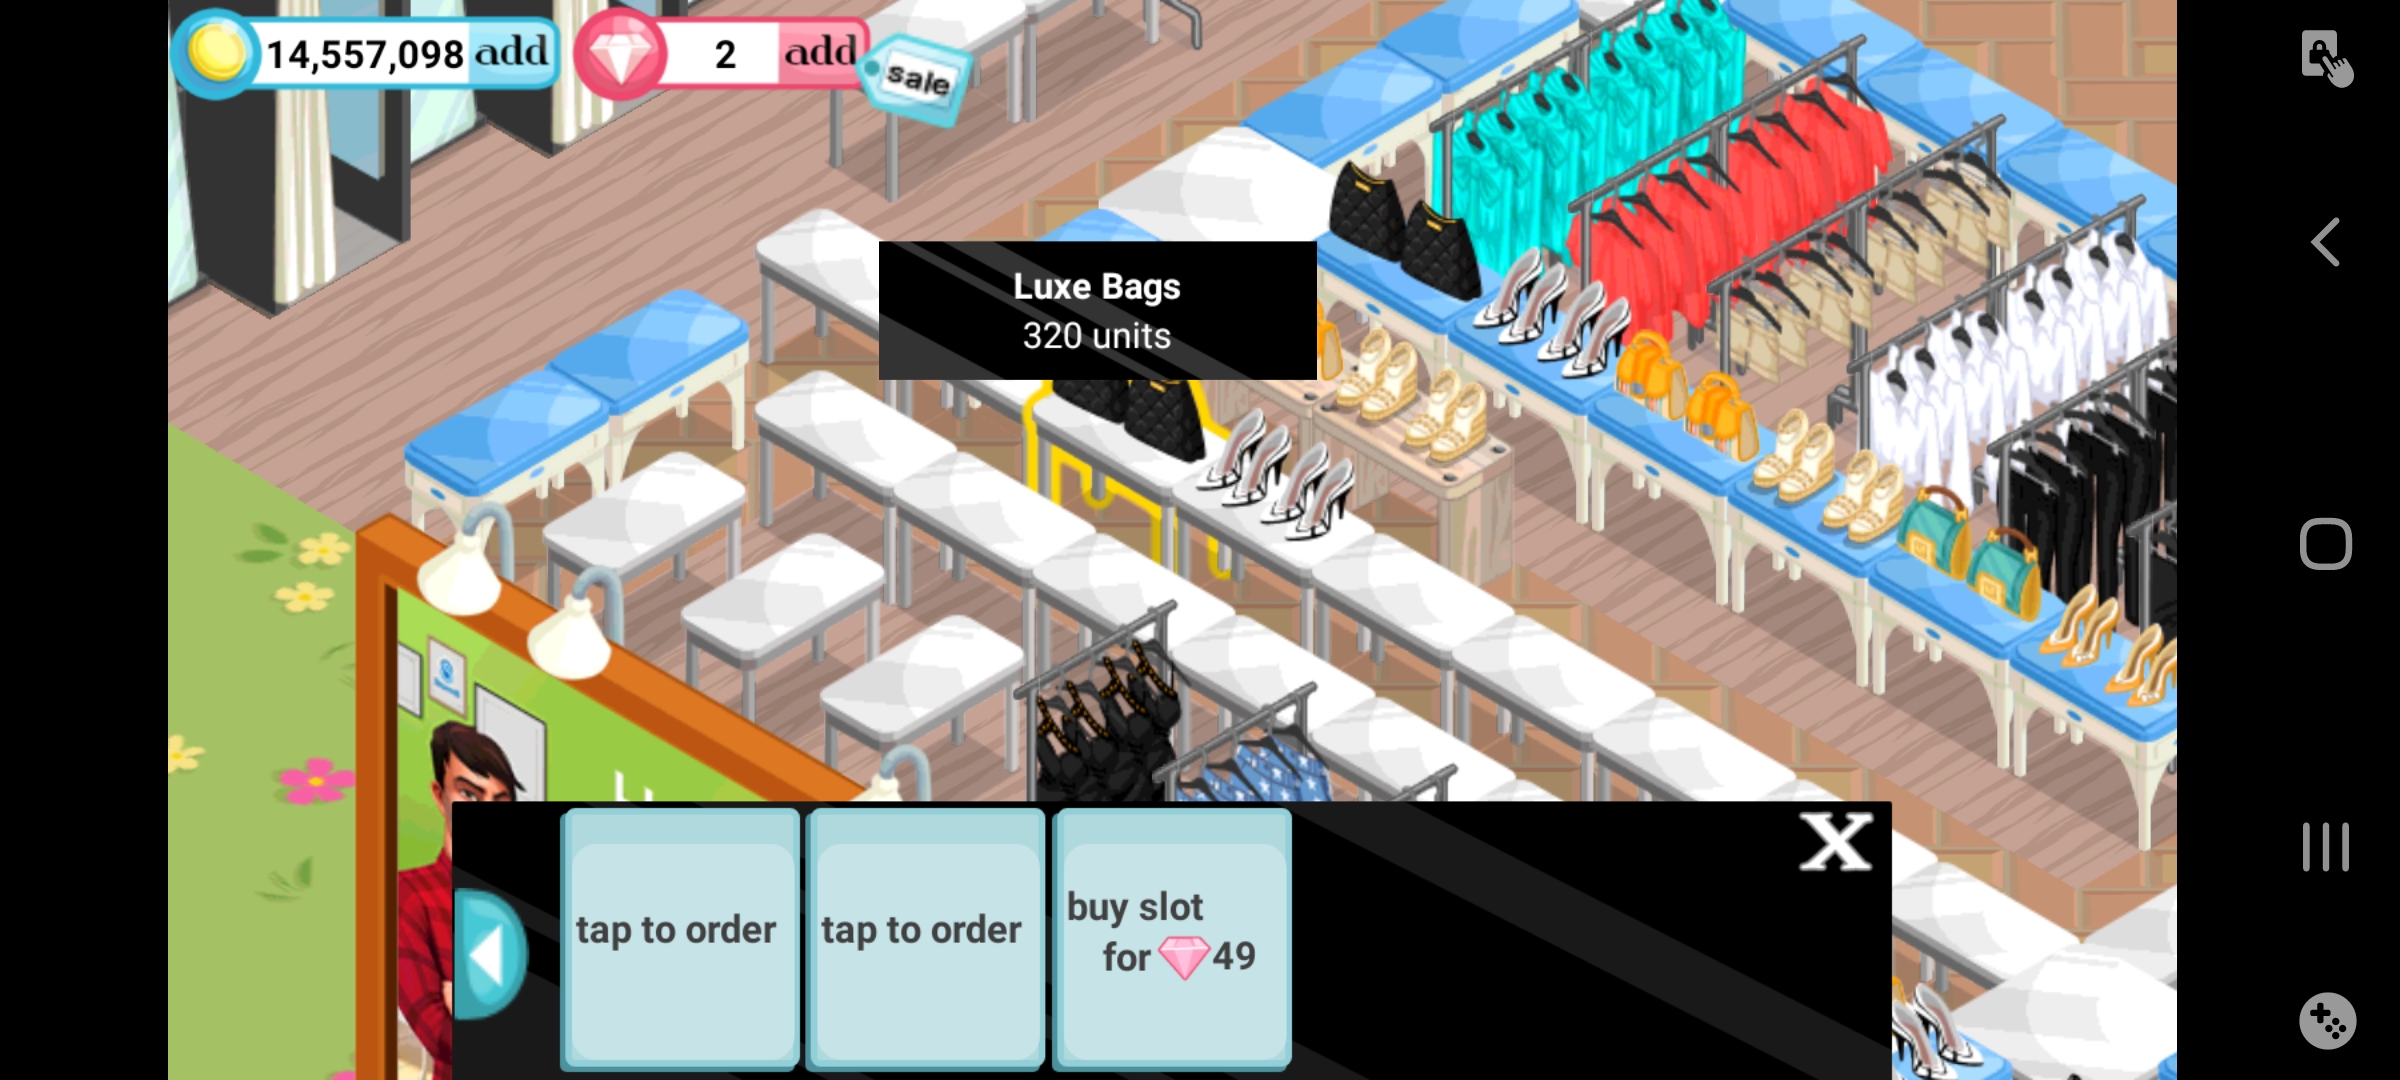 14,557,098 add
2 add
sale
Luxe Bags
320 units
tap to order
tap to order
buy slot
for 49
X